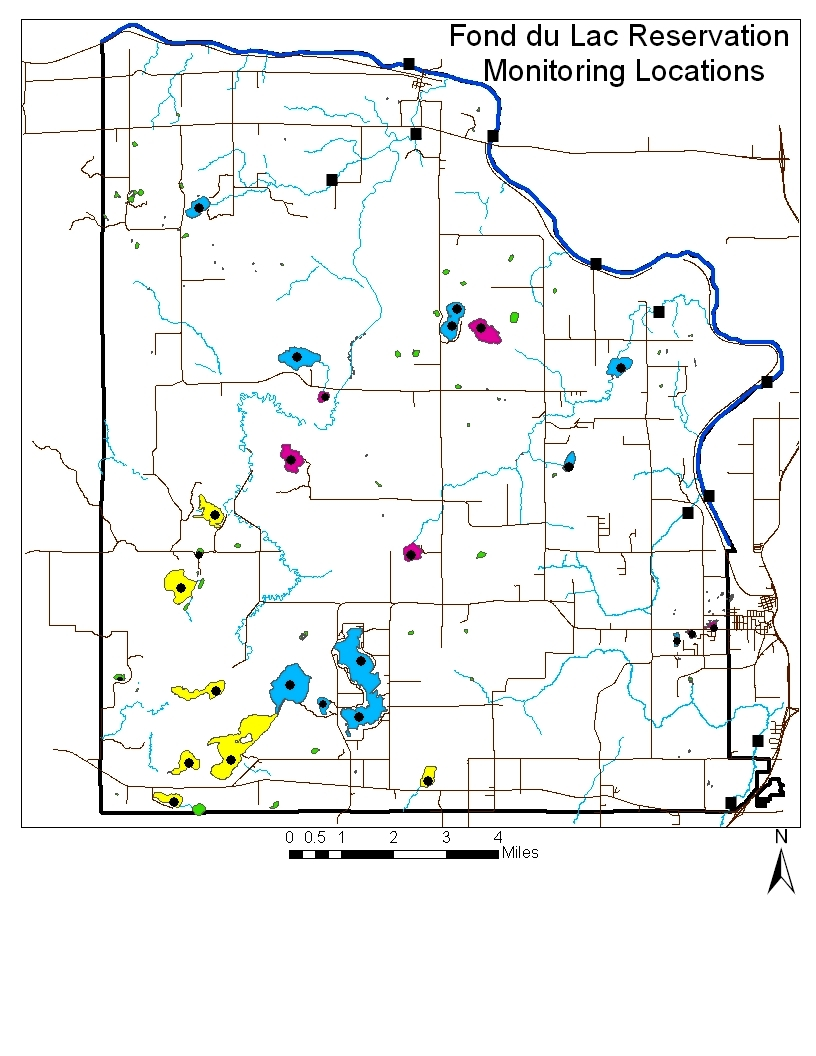 Fond du Lac Reservation
Monitoring Locations
0 0.5 1 2 3 4
Miles
N